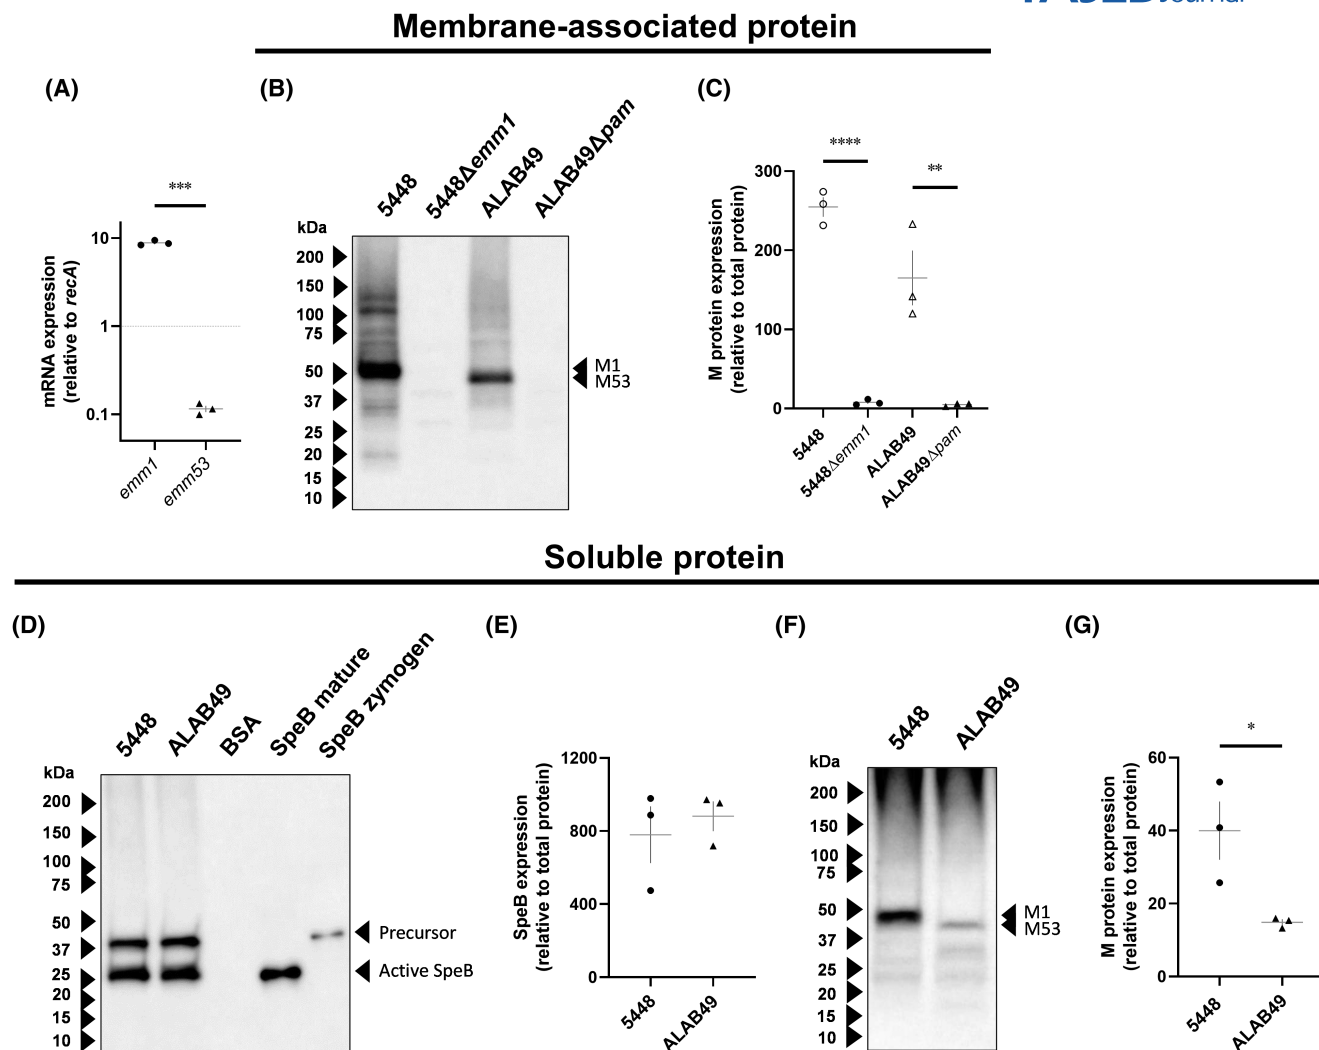 Journal
Membrane-associated protein
(A)
***
10
1
0.1
mRNA expression
(relative to recA)
emm1
emm53
(B)
5448
5448Δemm1
ALAB49
ALAB49Δpam
kDa
200
150
100
75
50
37
25
20
15
10
M1
M53
(C)
****
**
300
200
100
0
M protein expression
(relative to total protein)
5448
5448Δemm1
ALAB49
ALAB49Δpam
Soluble protein
(D)
5448
ALAB49
BSA
SpeB mature
SpeB zymogen
kDa
200
150
100
75
50
37
25
20
15
10
Precursor
Active SpeB
(E)
1200
800
400
0
SpeB expression
(relative to total protein)
5448
ALAB49
(F)
5448
ALAB49
kDa
200
150
100
75
50
37
25
20
15
10
M1
M53
(G)
*
60
40
20
0
M protein expression
(relative to total protein)
5448
ALAB49